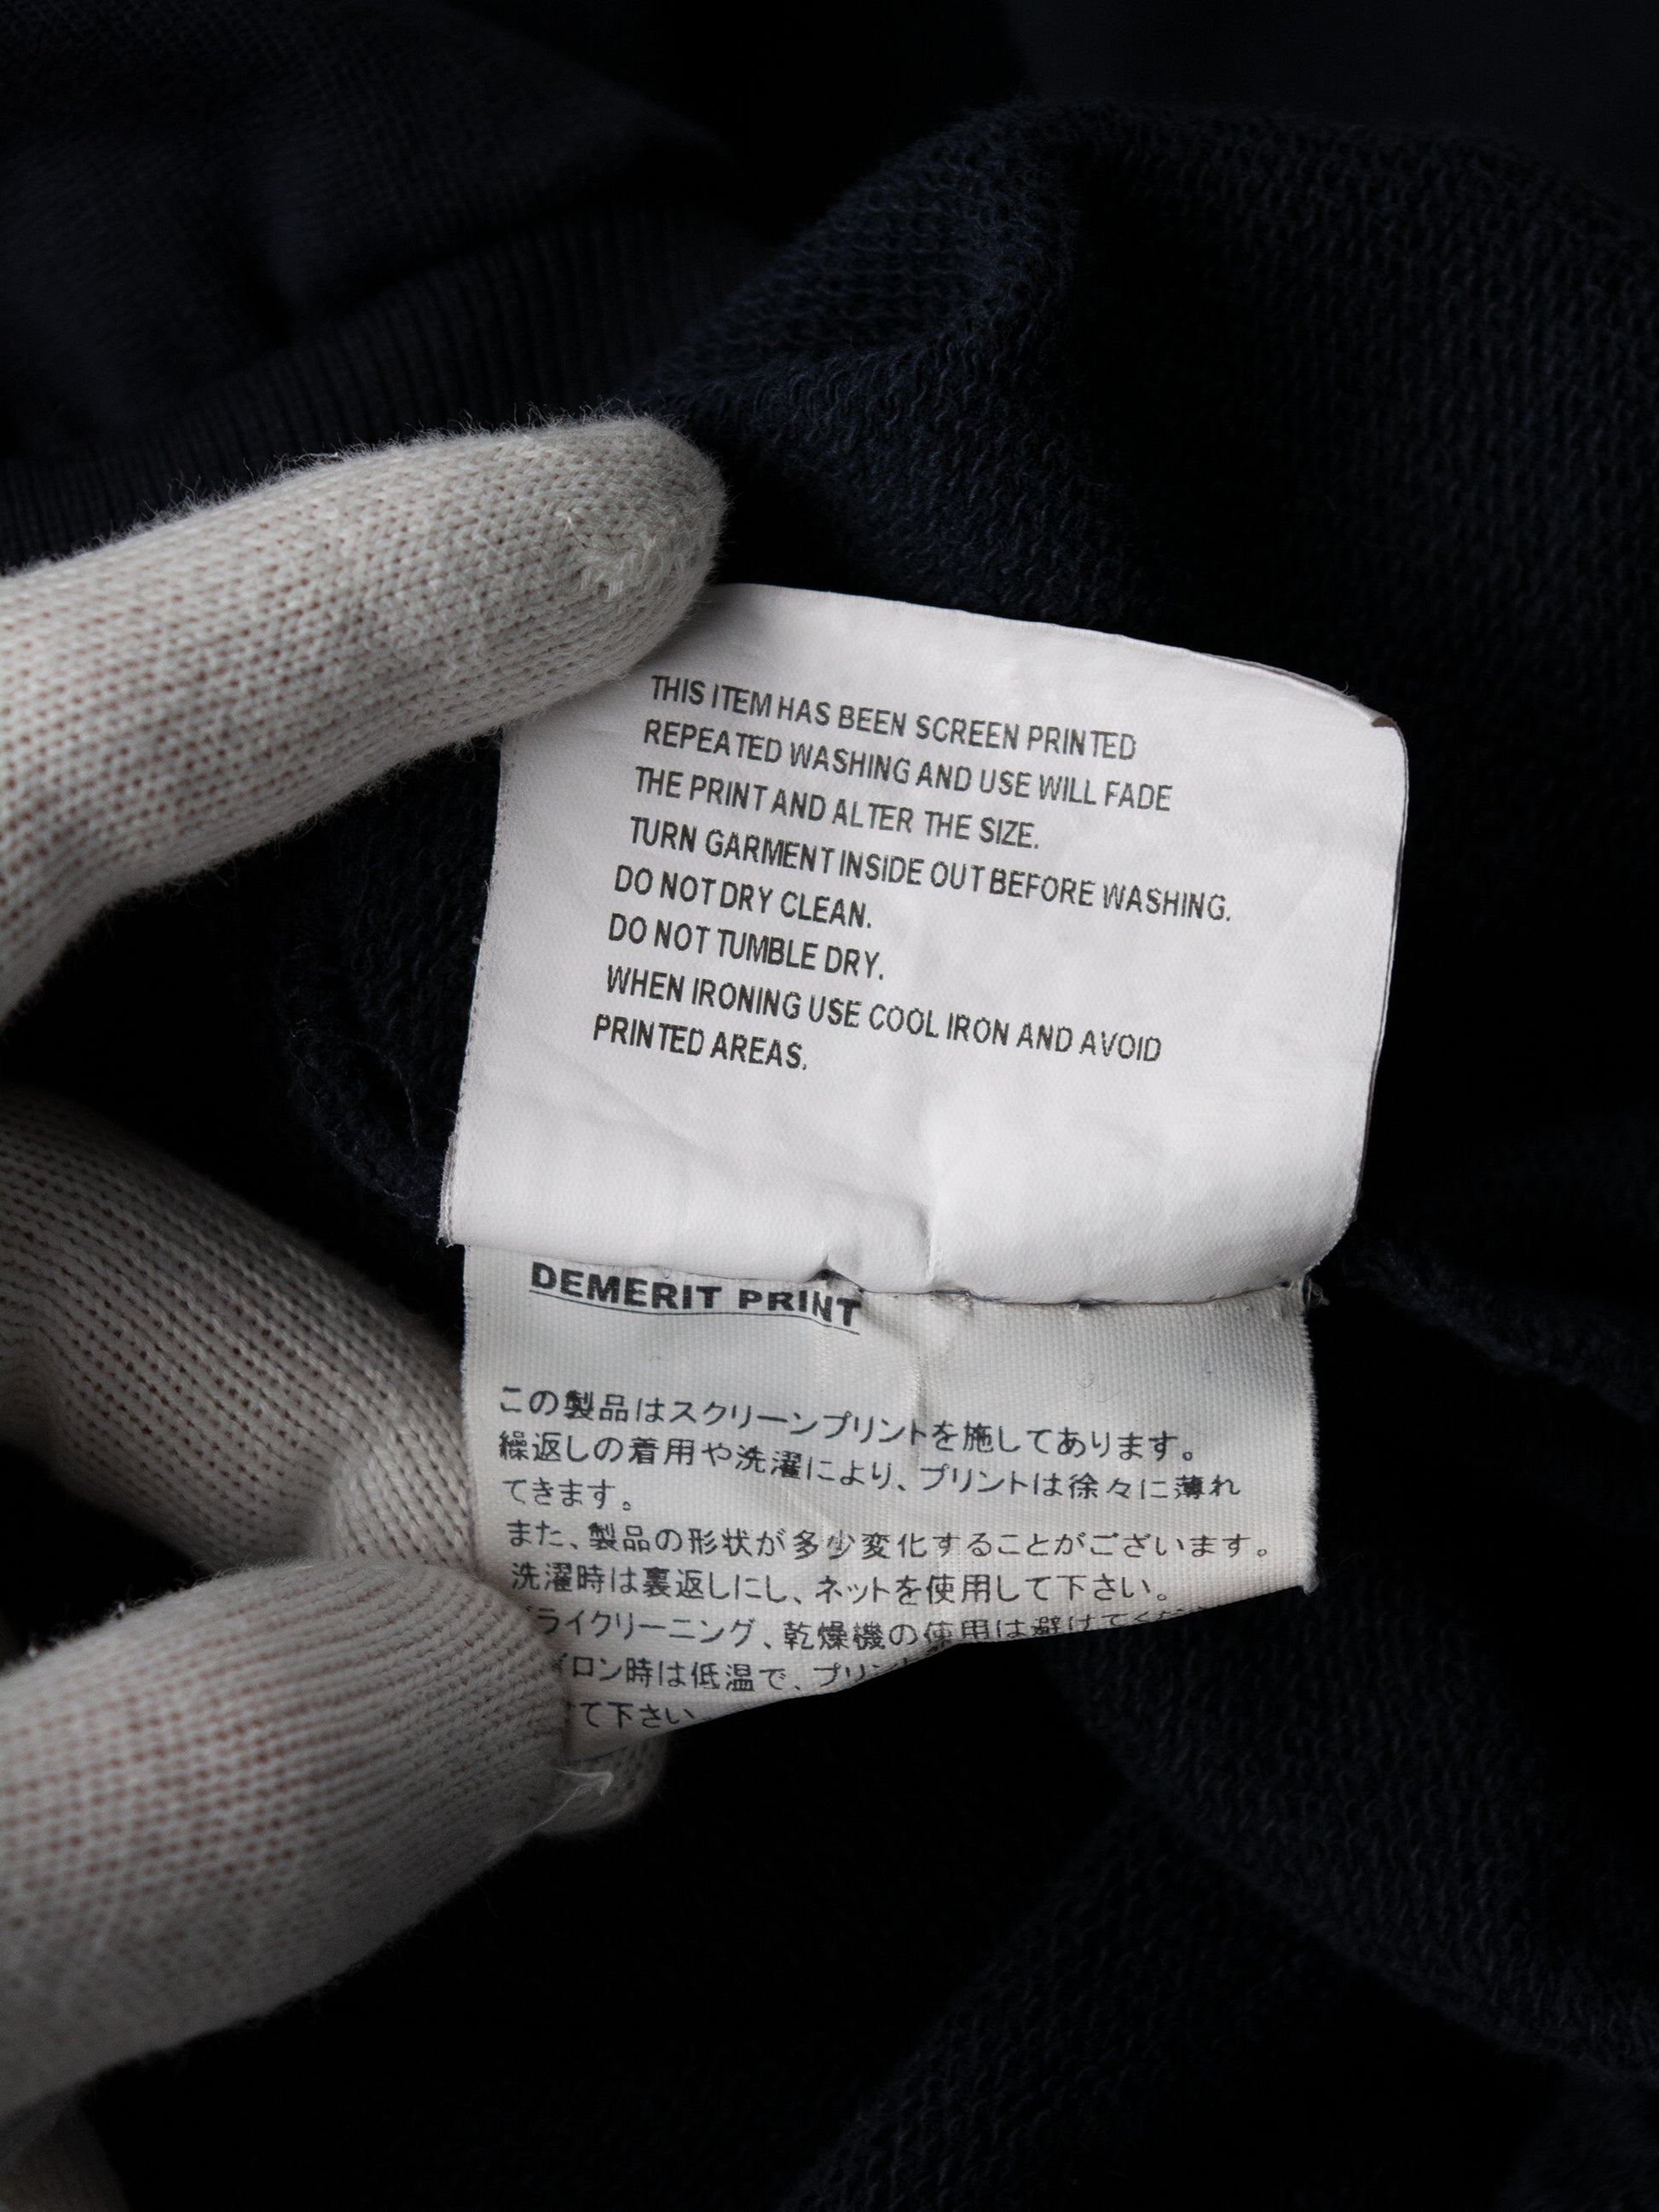 THIS ITEM HAS BEEN SCREEN PRINTED
REPEATED WASHING AND USE WILL FADE
THE PRINT AND ALTER THE SIZE.
TURN GARMENT INSIDE OUT BEFORE WASHING.
DO NOT DRY CLEAN.
DO NOT TUMBLE DRY.
WHEN IRONING USE COOL IRON AND AVOID
PRINTED AREAS.
DEMERIT PRINT
この製品はスクリーンプリントを施してあります。
繰返しの着用や洗濯により、プリントは徐々に薄れ
てきます。
また、製品の形状が多少変化することがございます。
洗濯時は裏返しにし、ネットを使用して下さい。
ライクリーニング、乾燥機の使用は避けてくだ
ロン時は低温で、プリン
て下さい